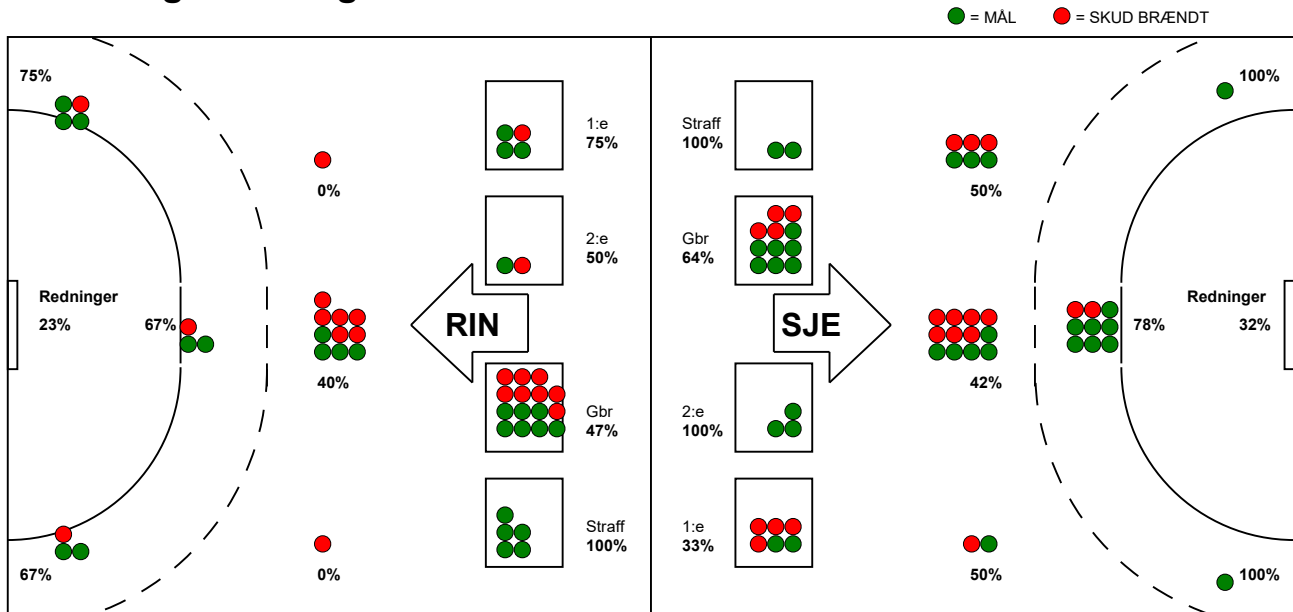 = MÅL
= SKUD BRÆNDT
75%
100%
1:e
75%
Straff
100%
0%
50%
2:e
50%
Gbr
64%
Redninger
23%
67%
RIN
SJE
78%
Redninger
32%
40%
42%
Gbr
47%
2:e
100%
Straff
100%
1:e
33%
67%
0%
50%
100%